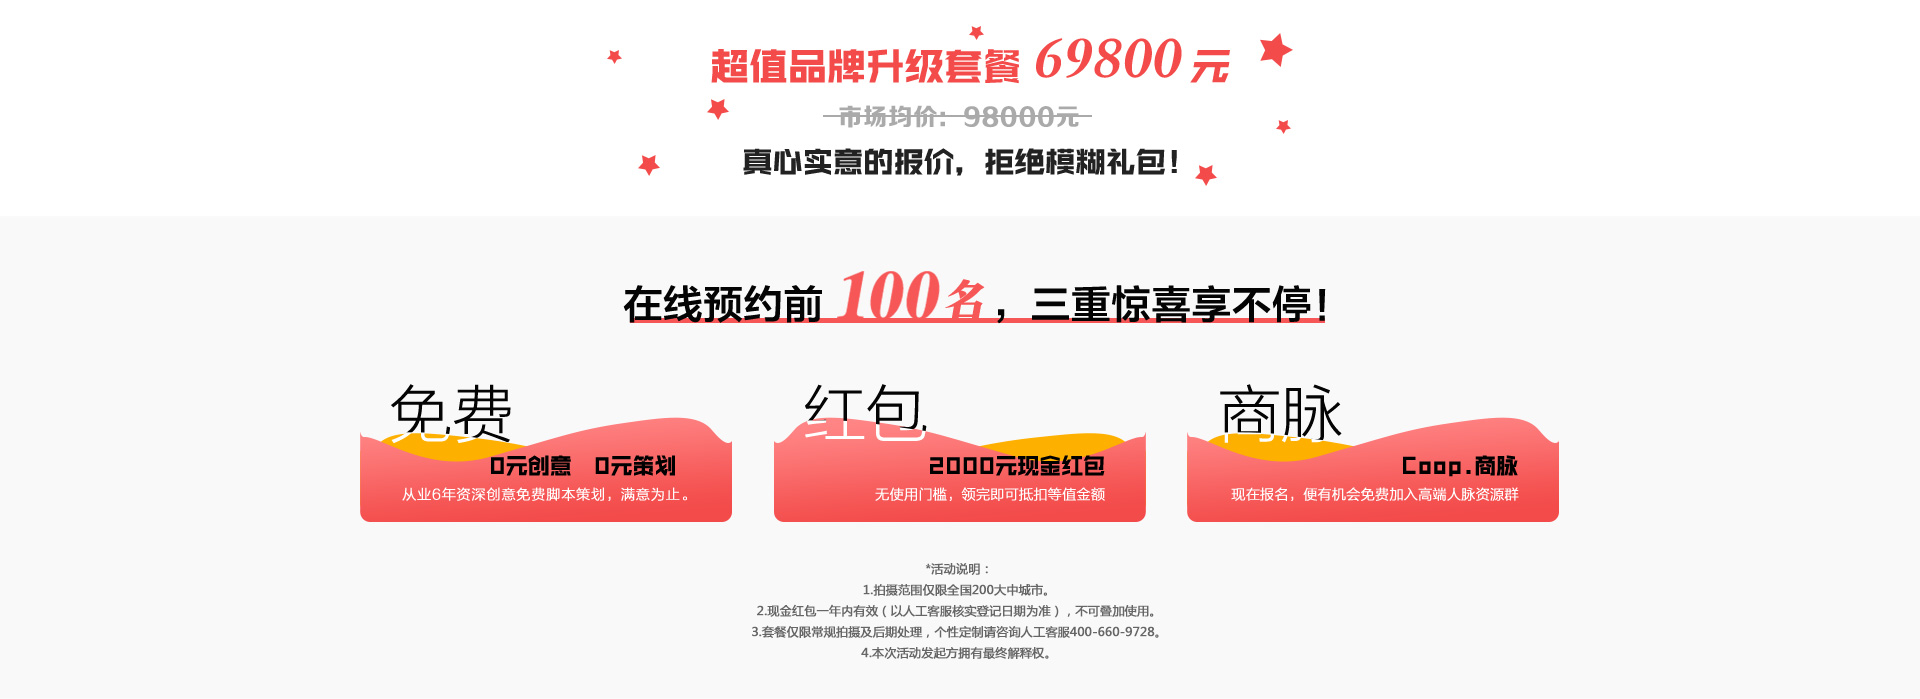 超值品牌升级套餐 69800 元
市场均价：98000元
真心实意的报价，拒绝模糊礼包！
在线预约前 100名，三重惊喜享不停！
免费
0元创意 0元策划
从业6年资深创意免费脚本策划，满意为止。
红包
2000元现金红包
无使用门槛，领完即可抵扣等值金额
商脉
Coop.商脉
现在报名，便有机会免费加入高端人脉资源群
*活动说明：
1.拍摄范围仅限全国200大中城市。
2.现金红包一年内有效（以人工客服核实登记日期为准），不可叠加使用。
3.套餐仅限常规拍摄及后期处理，个性定制请咨询人工客服400-660-9728。
4.本次活动发起方拥有最终解释权。